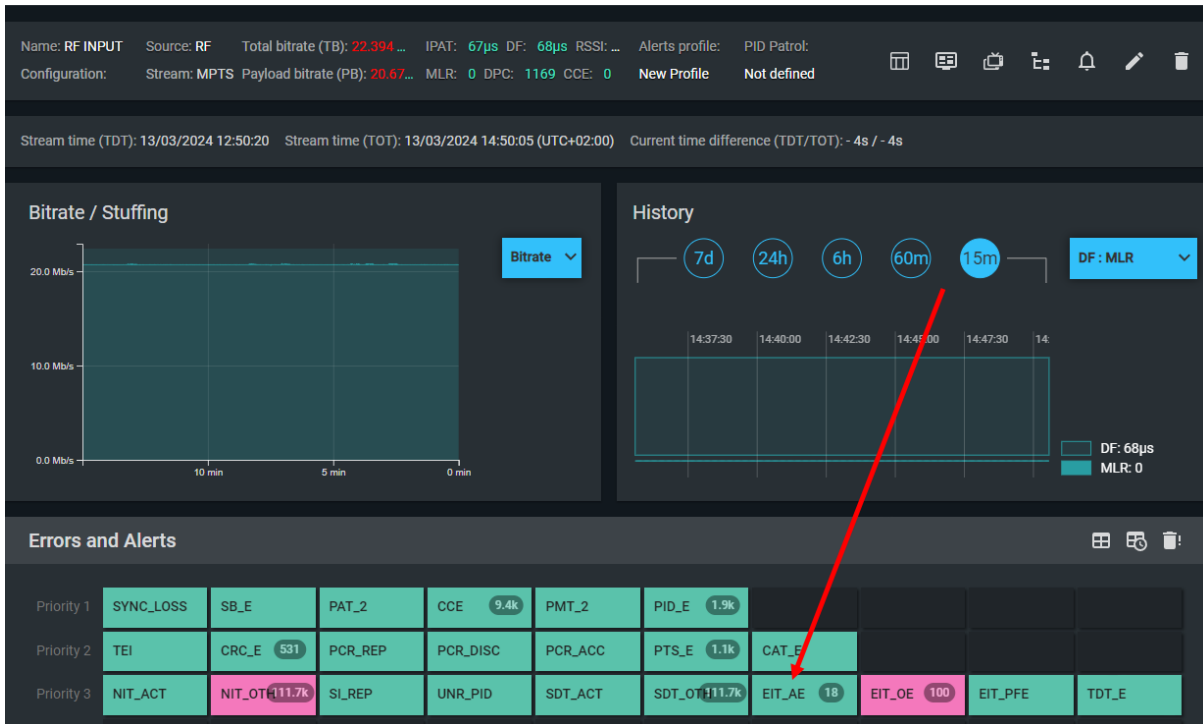 Name: RF INPUT Source: RF Total bitrate (TB): 22.394 ... IPAT: 67μs DF: 68μs RSSI: ... Alerts profile: PID Patrol:
Configuration: Stream: MPTS Payload bitrate (PB): 20.67... MLR: 0 DPC: 1169 CCE: 0 New Profile Not defined
Stream time (TDT): 13/03/2024 12:50:20 Stream time (TOT): 13/03/2024 14:50:05 (UTC+02:00) Current time difference (TDT/TOT): - 4s / - 4s
Bitrate / Stuffing
Bitrate
20.0 Mb/s
10.0 Mb/s
0.0 Mb/s
10 min 5 min 0 min
History
7d 24h 6h 60m 15m DF : MLR
14:37:30 14:40:00 14:42:30 14:45:00 14:47:30 14:
DF: 68μs
MLR: 0
Errors and Alerts
Priority 1 SYNC_LOSS SB_E PAT_2 CCE 9.4k PMT_2 PID_E 1.9k
Priority 2 TEI CRC_E 531 PCR_REP PCR_DISC PCR_ACC PTS_E 1.1k CAT_E
Priority 3 NIT_ACT NIT_OTH 111.7k SI_REP UNR_PID SDT_ACT SDT_OTH 111.7k EIT_AE 18 EIT_OE 100 EIT_PFE TDT_E